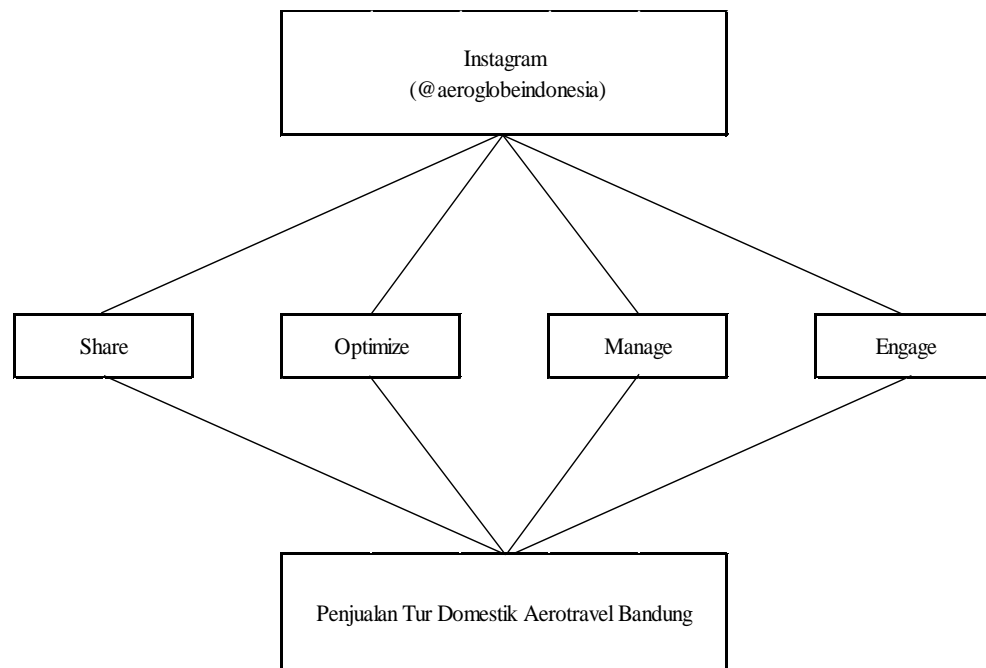 Instagram
(@aeroglobeindonesia)
Share
Optimize
Manage
Engage
Penjualan Tur Domestik Aerotravel Bandung